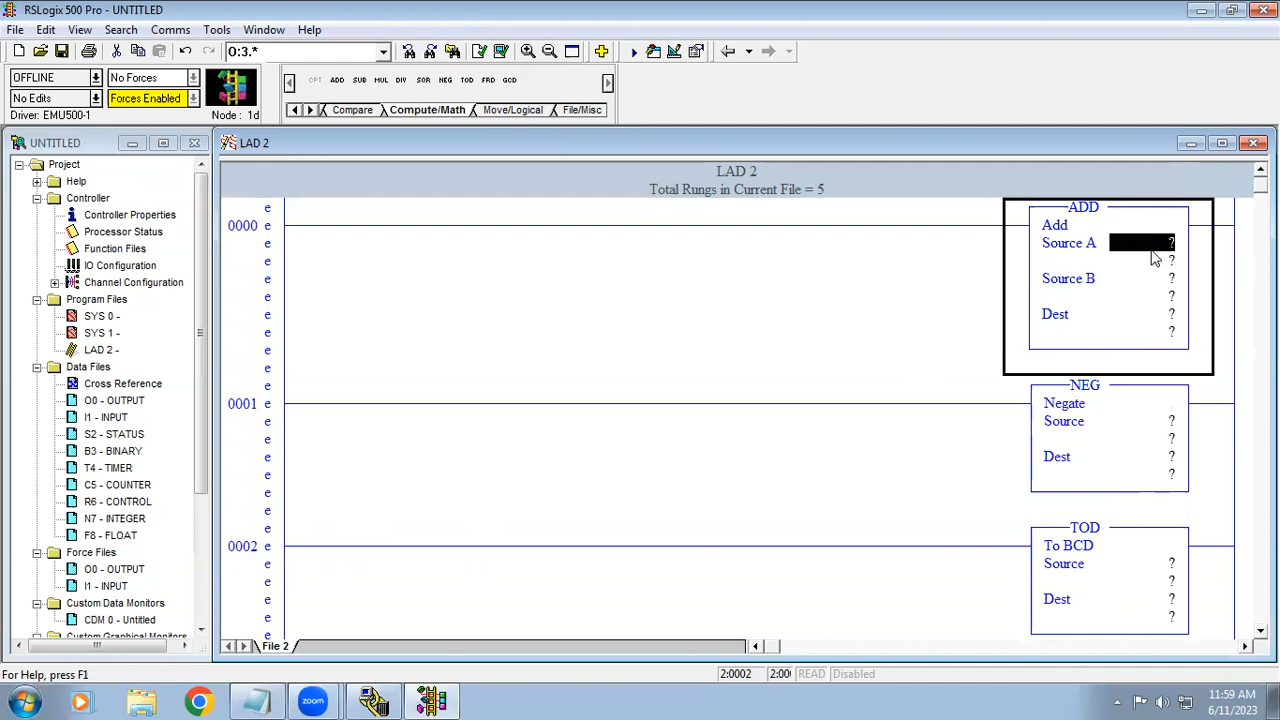 RSLogix 500 Pro - UNTITLED
File Edit View Search Comms Tools Window Help
O:3.*
OFFLINE No Forces
No Edits Forces Enabled
Driver: EMU500-1 Node : 1d
CPT ADD SUB MUL DIV SQR NEG TOD FRD GCD
Compare Compute/Math Move/Logical File/Misc
UNTITLED
Project
Help
Controller
Controller Properties
Processor Status
Function Files
IO Configuration
Channel Configuration
Program Files
SYS 0 -
SYS 1 -
LAD 2 -
Data Files
Cross Reference
O0 - OUTPUT
I1 - INPUT
S2 - STATUS
B3 - BINARY
T4 - TIMER
C5 - COUNTER
R6 - CONTROL
N7 - INTEGER
F8 - FLOAT
Force Files
O0 - OUTPUT
I1 - INPUT
Custom Data Monitors
CDM 0 - Untitled
Custom Graphical Monitors
LAD 2
LAD 2
Total Rungs in Current File = 5
e
0000 e
e
e
e
e
e
e
e
e
e
0001 e
e
e
e
e
e
e
e
0002 e
e
e
e
e
e
ADD
Add
Source A ?
?
Source B ?
?
Dest ?
?
NEG
Negate
Source ?
?
Dest ?
?
TOD
To BCD
Source ?
?
Dest ?
?
File 2
For Help, press F1
2:0002 2:00 READ Disabled
zoom
11:59 AM
6/11/2023